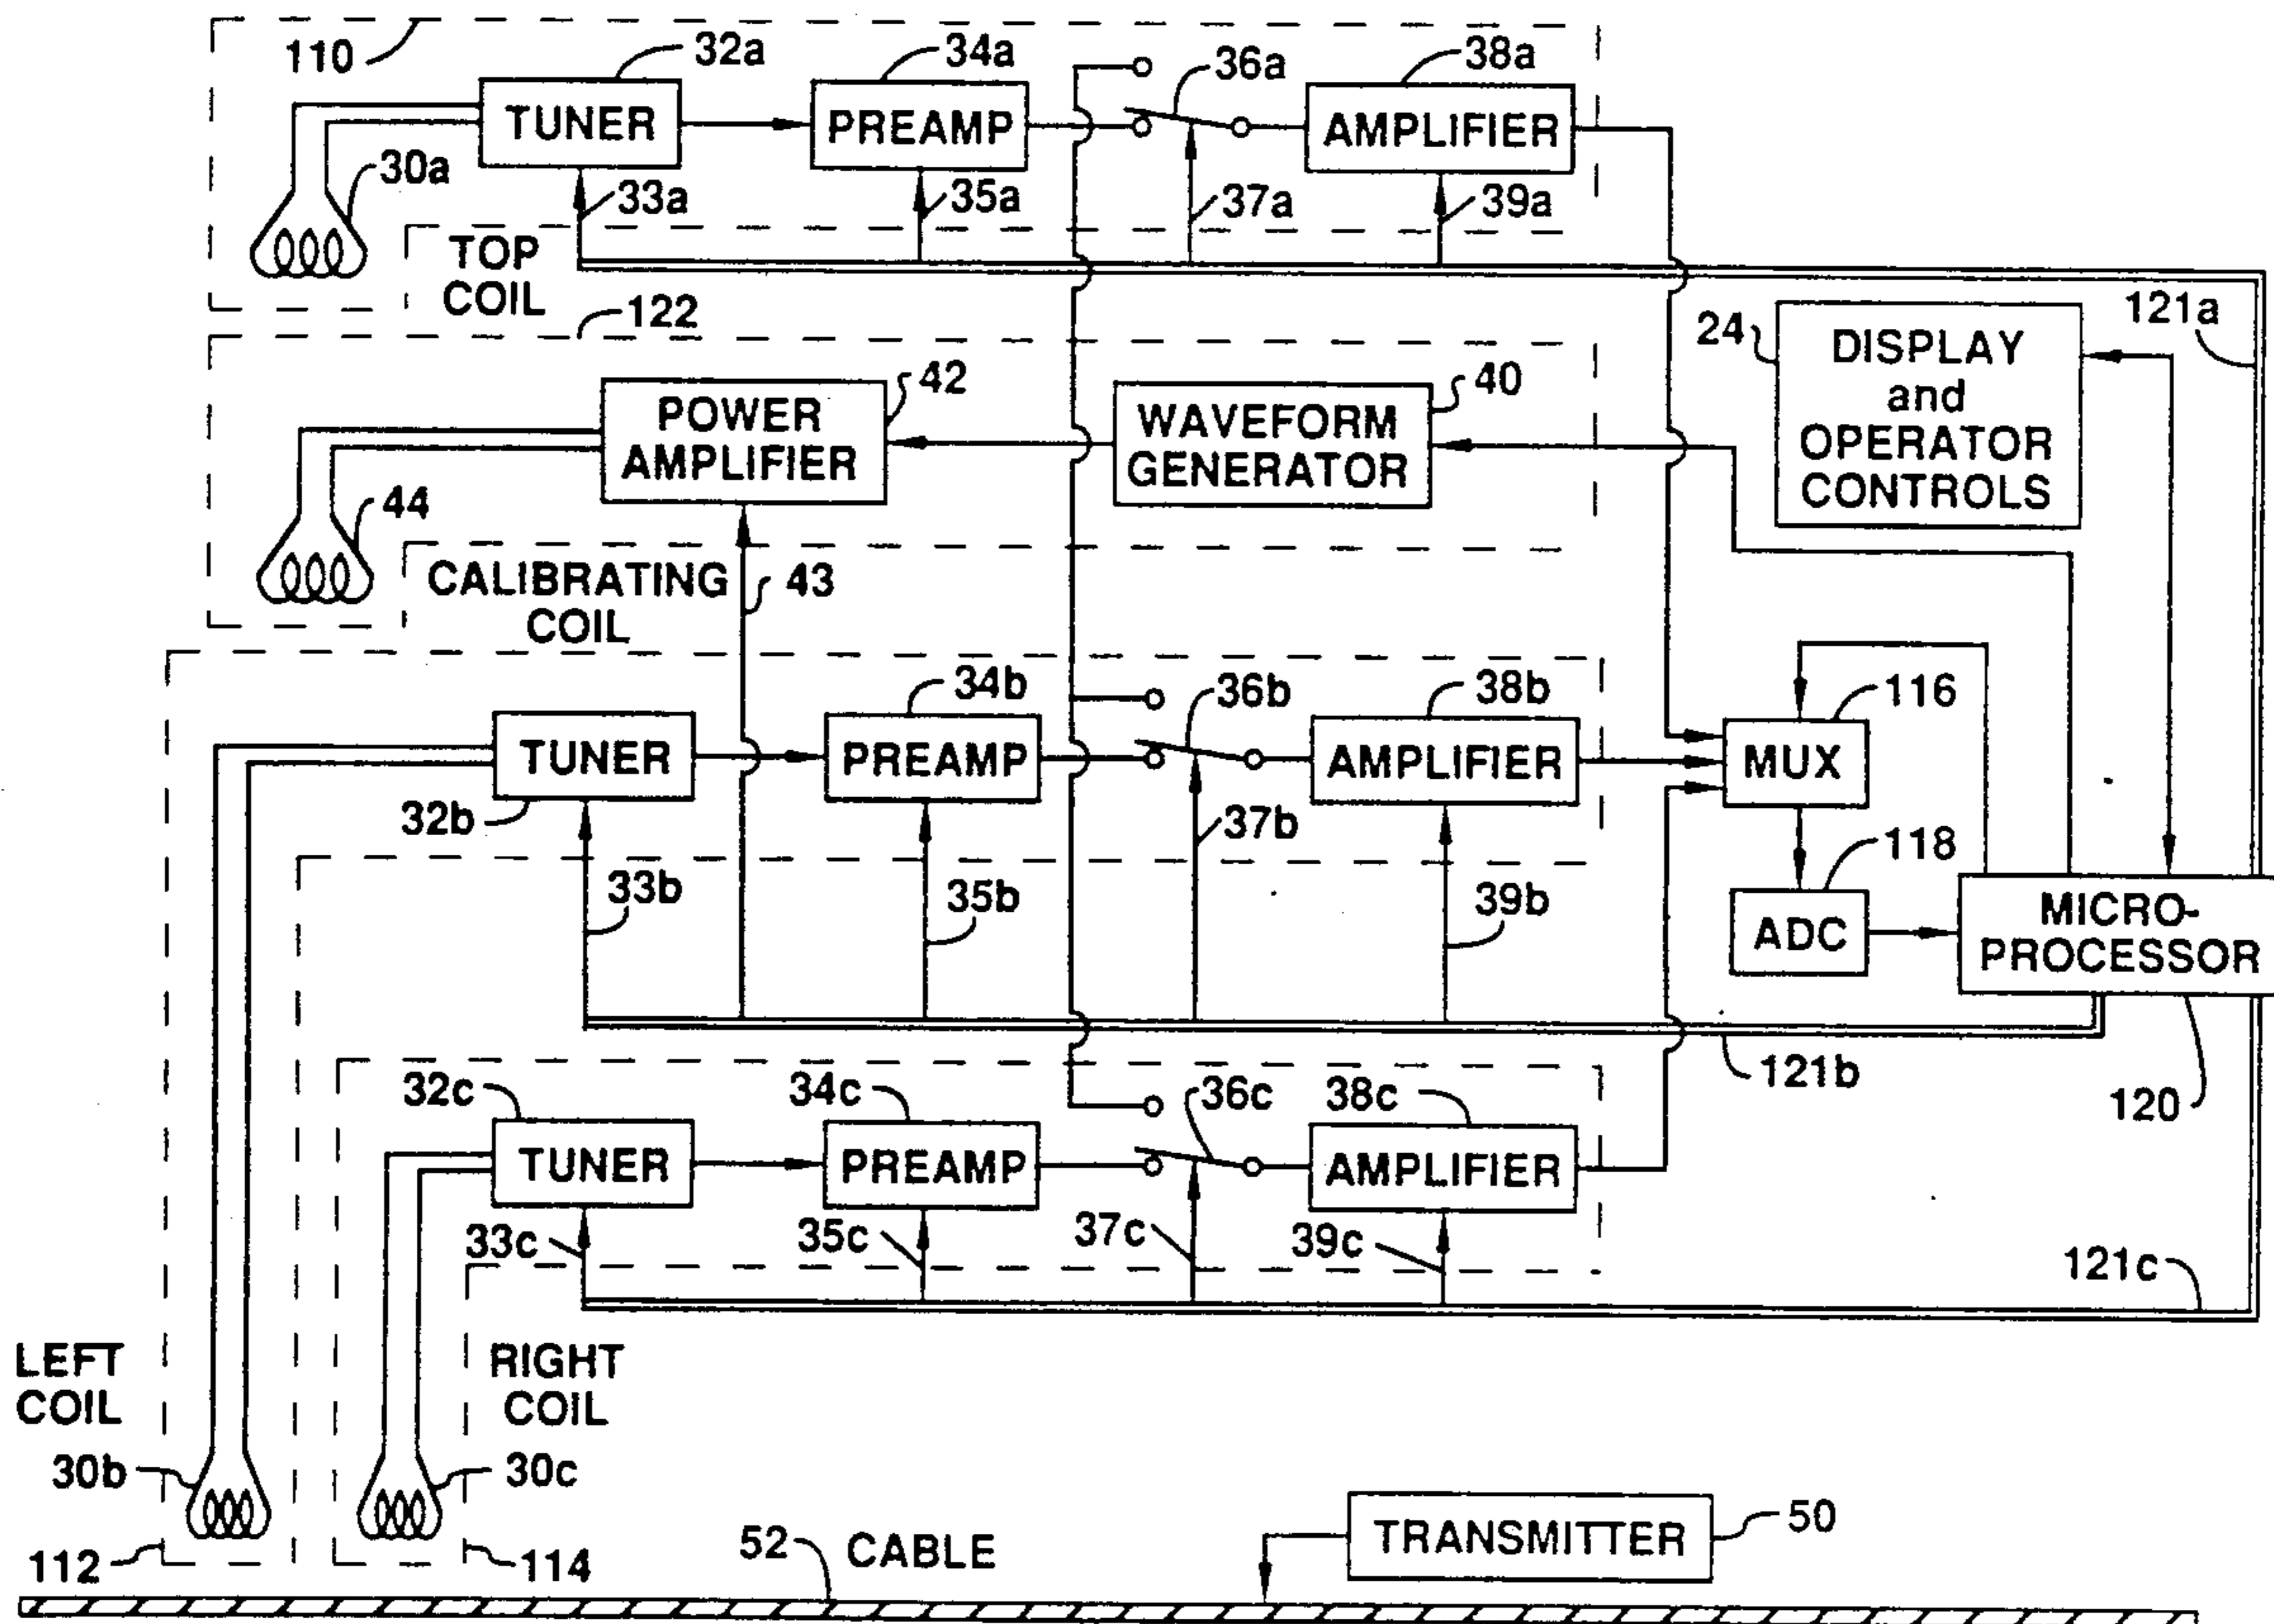 110
32a
34a
36a
38a
TUNER
PREAMP
AMPLIFIER
30a
33a
35a
37a
39a
TOP
COIL
122
42
40
24
121a
DISPLAY
and
OPERATOR
CONTROLS
POWER
AMPLIFIER
WAVEFORM
GENERATOR
44
CALIBRATING
COIL
43
34b
36b
38b
116
TUNER
PREAMP
AMPLIFIER
MUX
32b
37b
118
33b
35b
39b
ADC
MICRO-
PROCESSOR
121b
120
32c
34c
36c
38c
TUNER
PREAMP
AMPLIFIER
33c
35c
37c
39c
121c
LEFT
COIL
RIGHT
COIL
30b
30c
112
114
52
CABLE
TRANSMITTER
50